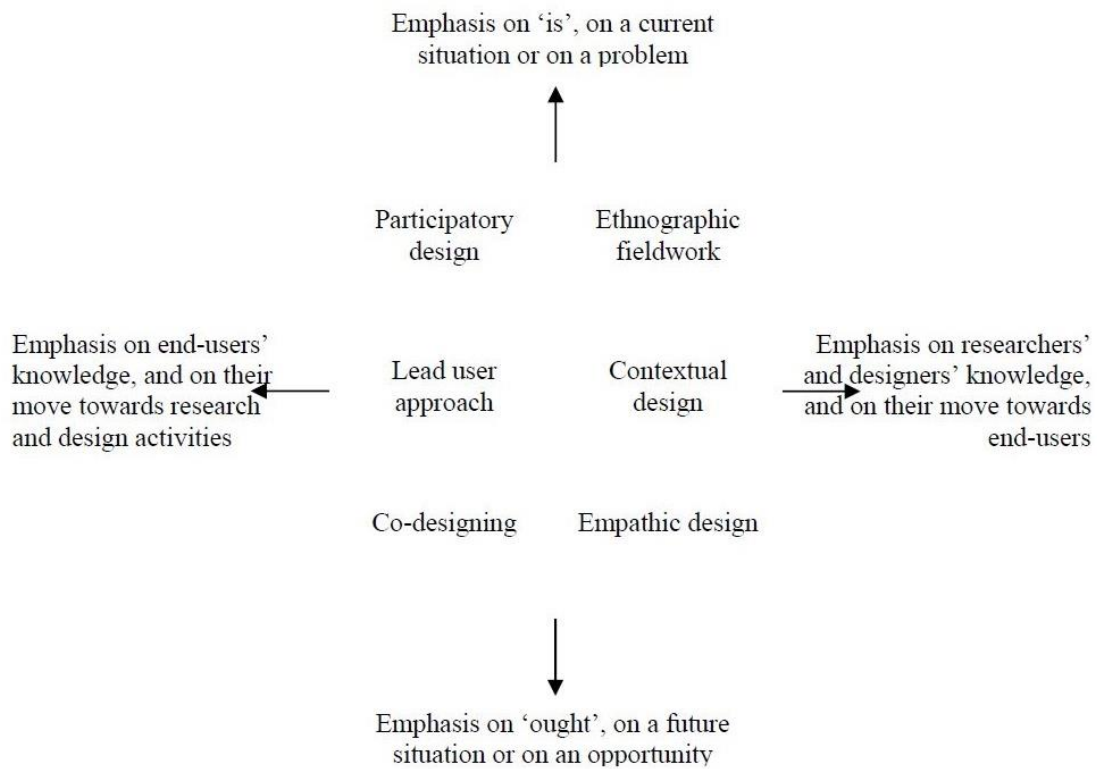 Emphasis on ‘is’, on a current
situation or on a problem
Participatory
design
Ethnographic
fieldwork
Emphasis on end-users’
knowledge, and on their
move towards research
and design activities
Lead user
approach
Contextual
design
Emphasis on researchers’
and designers’ knowledge,
and on their move towards
end-users
Co-designing
Empathic design
Emphasis on ‘ought’, on a future
situation or on an opportunity